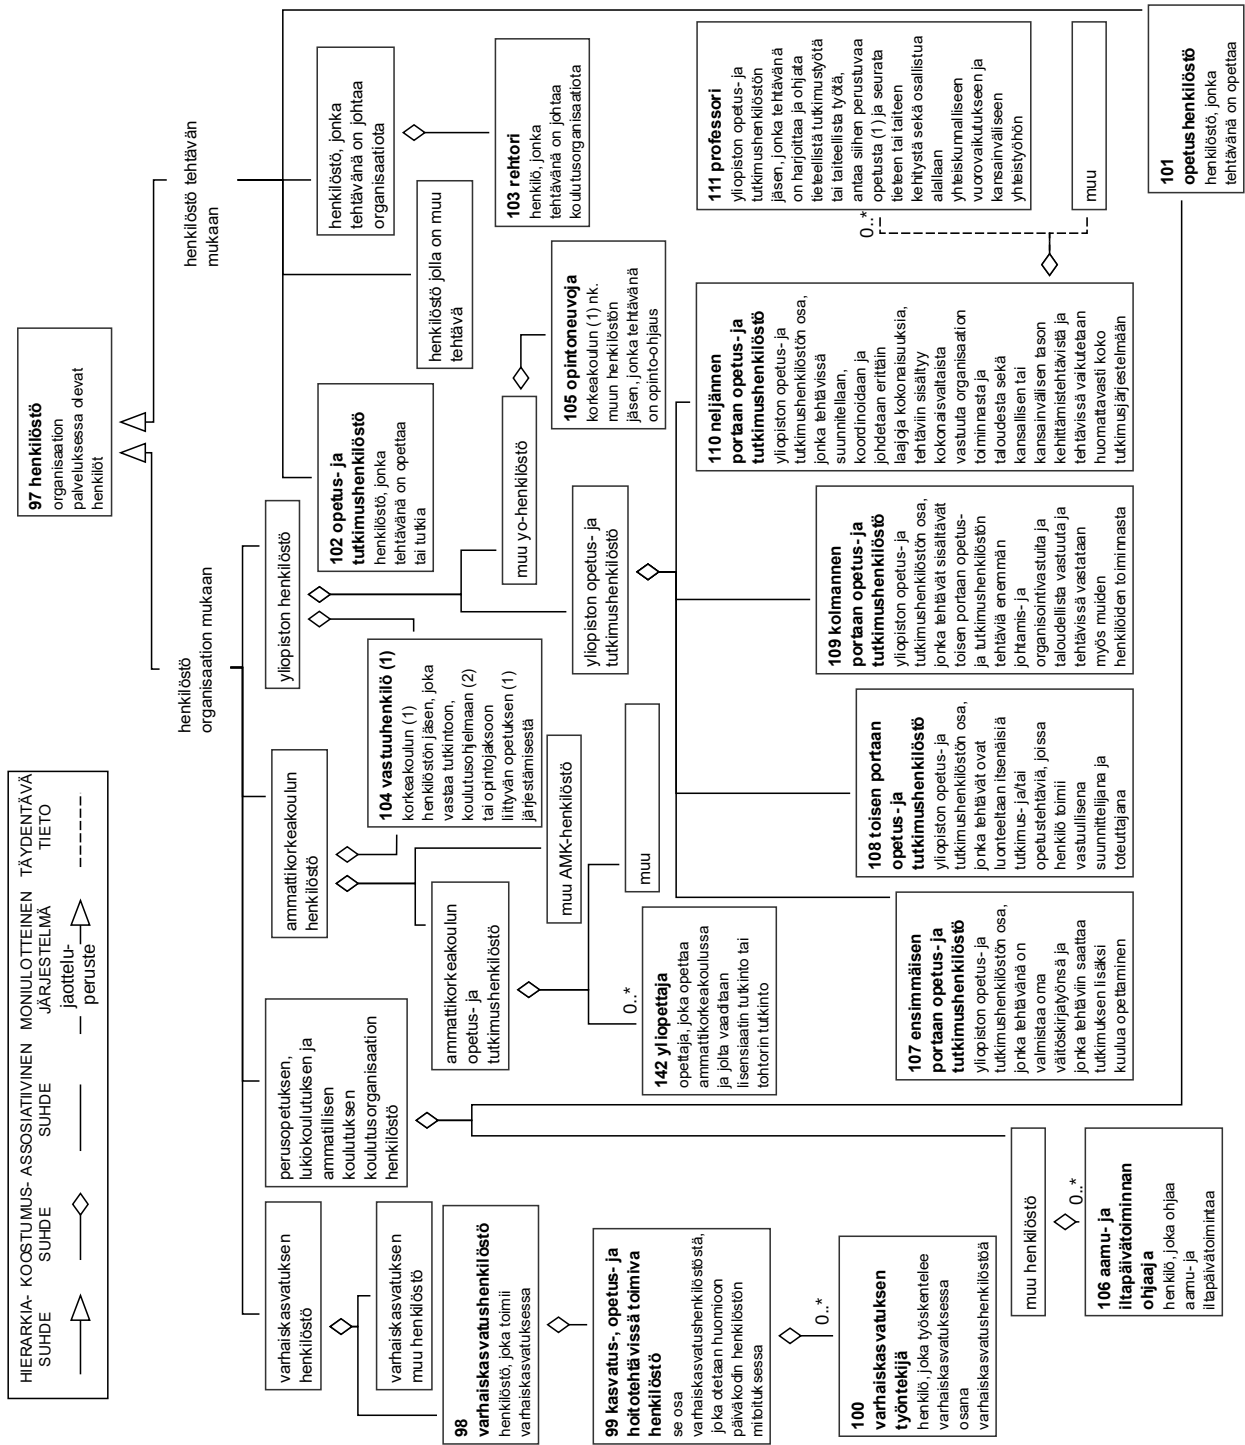 HIERARKIA-
SUHDE
KOOSTUMUS-
SUHDE
ASSOSIATIIVINEN
SUHDE
MONIULOTTEINEN
JÄRJESTELMÄ
jaottelu-
peruste
TÄYDENTÄVÄ
TIETO
97 henkilöstö
organisaation
palveluksessa olevat
henkilöt
henkilöstö
organisaation mukaan
henkilöstö tehtävän
mukaan
varhaiskasvatuksen
henkilöstö
perusopetuksen,
lukiokoulutuksen ja
ammatillisen
koulutuksen
koulutusorganisaation
henkilöstö
ammattikorkeakoulun
henkilöstö
yliopiston henkilöstö
102 opetus- ja
tutkimushenkilöstö
henkilöstö, jonka
tehtävänä on opettaa
tai tutkia
henkilöstö jolla on muu
tehtävä
henkilöstö, jonka
tehtävänä on johtaa
organisaatiota
103 rehtori
henkilö, jonka
tehtävänä on johtaa
koulutusorganisaatiota
varhaiskasvatuksen
muu henkilöstö
98
varhaiskasvatushenkilöstö
henkilöstö, joka toimii
varhaiskasvatuksessa
104 vastuuhenkilö (1)
korkeakoulun (1)
henkilöstön jäsen, joka
vastaa tutkintoon,
koulutusohjelmaan (2)
tai opintojaksoon
liittyvän opetuksen (1)
järjestämisestä
muu yo-henkilöstö
105 opintoneuvoja
korkeakoulun (1) nk.
muun henkilöstön
jäsen, jonka tehtävänä
on opinto-ohjaus
ammattikorkeakoulun
opetus- ja
tutkimushenkilöstö
muu AMK-henkilöstö
yliopiston opetus- ja
tutkimushenkilöstö
99 kasvatus-, opetus- ja
hoitotehtävissä toimiva
henkilöstö
se osa
varhaiskasvatushenkilöstöstä,
joka otetaan huomioon
päiväkodin henkilöstön
mitoituksessa
0..*
142 yliopettaja
opettaja, joka opettaa
ammattikorkeakoulussa
ja jolta vaaditaan
lisensiaatin tutkinto tai
tohtorin tutkinto
muu
0..*
100
varhaiskasvatuksen
työntekijä
henkilö, joka työskentelee
varhaiskasvatuksessa
osana
varhaiskasvatushenkilöstöä
107 ensimmäisen
portaan opetus- ja
tutkimushenkilöstö
yliopiston opetus- ja
tutkimushenkilöstön osa,
jonka tehtävänä on
valmistaa oma
väitöskirjatyönsä ja
jonka tehtäviin saattaa
tutkimuksen lisäksi
kuulua opettaminen
108 toisen portaan
opetus- ja
tutkimushenkilöstö
yliopiston opetus- ja
tutkimushenkilöstön osa,
jonka tehtävät ovat
luonteeltaan itsenäisiä
tutkimus- ja/tai
opetustehtäviä, joissa
henkilö toimii
vastuullisena
suunnittelijana ja
toteuttajana
109 kolmannen
portaan opetus- ja
tutkimushenkilöstö
yliopiston opetus- ja
tutkimushenkilöstön osa,
jonka tehtävät sisältävät
toisen portaan opetus-
ja tutkimushenkilöstön
tehtäviä enemmän
johtamis- ja
organisointivastuita ja
taloudellista vastuuta ja
tehtävissä vastataan
myös muiden
henkilöiden toiminnasta
110 neljännen
portaan opetus- ja
tutkimushenkilöstö
yliopiston opetus- ja
tutkimushenkilöstön osa,
jonka tehtävissä
suunnitellaan,
koordinoidaan ja
johdetaan erittäin
laajoja kokonaisuuksia,
tehtäviin sisältyy
kokonaisvaltaista
vastuuta organisaation
toiminnasta ja
taloudesta sekä
kansallisen tai
kansainvälisen tason
kehittämistehtävistä ja
tehtävissä vaikutetaan
huomattavasti koko
tutkimusjärjestelmään
111 professori
yliopiston opetus- ja
tutkimushenkilöstön
jäsen, jonka tehtävänä
on harjoittaa ja ohjata
tieteellistä tutkimustyötä
tai taiteellista työtä,
antaa siihen perustuvaa
opetusta (1) ja seurata
tieteen tai taiteen
kehitystä sekä osallistua
alallaan
yhteiskunnalliseen
vuorovaikutukseen ja
kansainväliseen
yhteistyöhön
0..*
muu
muu henkilöstö
0..*
106 aamu- ja
iltapäivätoiminnan
ohjaaja
henkilö, joka ohjaa
aamu- ja
iltapäivätoimintaa
101
opetushenkilöstö
henkilöstö, jonka
tehtävänä on opettaa